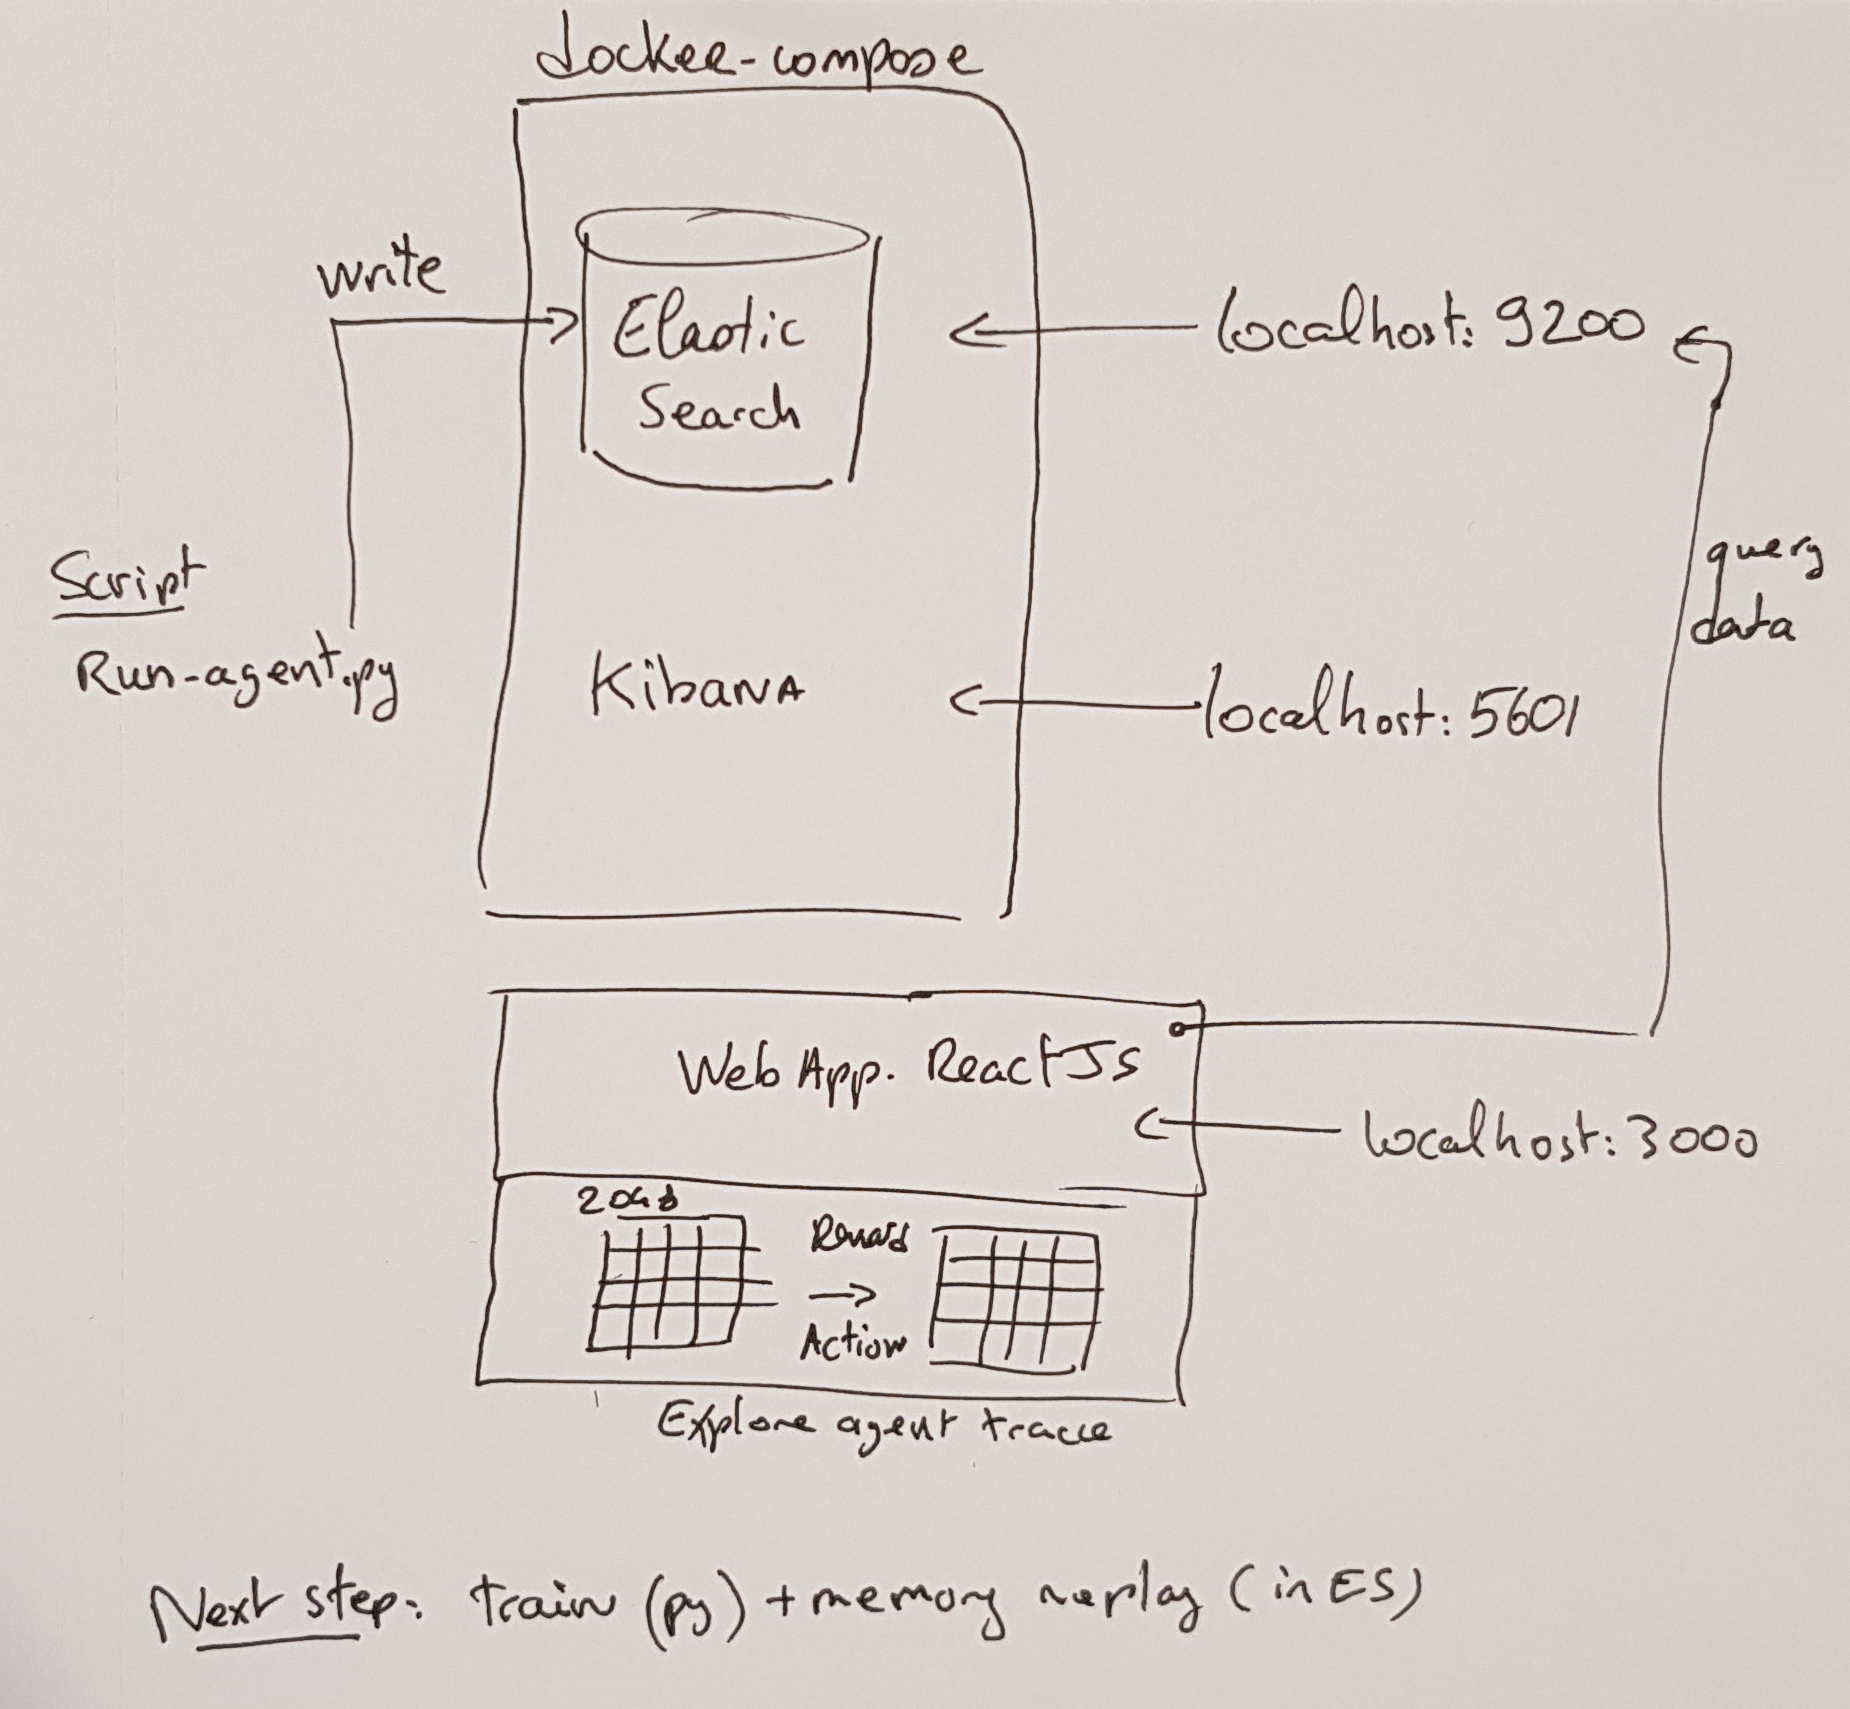 docker-compose
write
Elastic
Search
localhost: 9200
query
data
Script
Run-agent.py
KibanA
localhost: 5601
Web App. ReactJs
localhost: 3000
2048
Reward
Action
Explore agent trace
Next step: train (py) + memory replay (in ES)